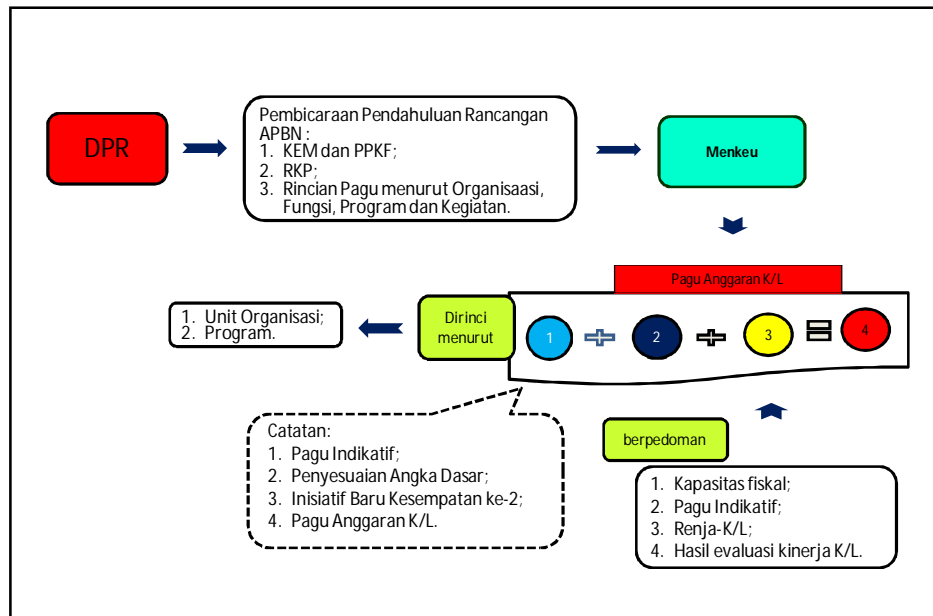 DPR
Pembicaraan Pendahuluan Rancangan
APBN :
1. KEM dan PPKF;
2. RKP;
3. Rincian Pagu menurut Organisaasi,
Fungsi, Program dan Kegiatan.
Menkeu
Pagu Anggaran K/L
1. Unit Organisasi;
2. Program.
Dirinci
menurut
1
2
3
4
Catatan:
1. Pagu Indikatif;
2. Penyesuaian Angka Dasar;
3. Inisiatif Baru Kesempatan ke-2;
4. Pagu Anggaran K/L.
berpedoman
1. Kapasitas fiskal;
2. Pagu Indikatif;
3. Renja-K/L;
4. Hasil evaluasi kinerja K/L.